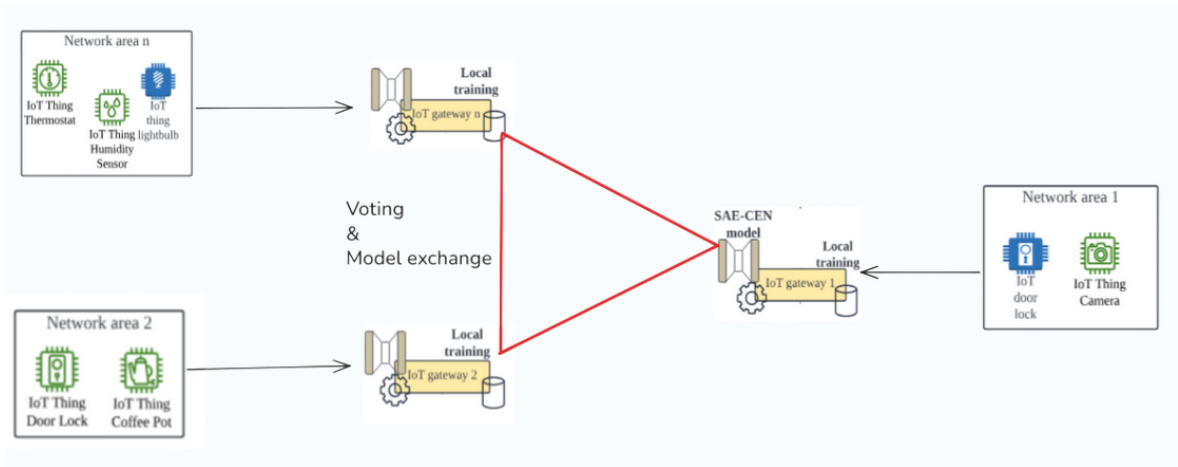 Network area n
IoT Thing
Thermostat
IoT Thing
Humidity
Sensor
IoT
thing
lightbulb
Local
training
IoT gateway n
Voting
&
Model exchange
SAE-CEN
model
Local
training
IoT gateway 1
Network area 1
IoT
door
lock
IoT Thing
Camera
Network area 2
IoT Thing
Door Lock
IoT Thing
Coffee Pot
Local
training
IoT gateway 2